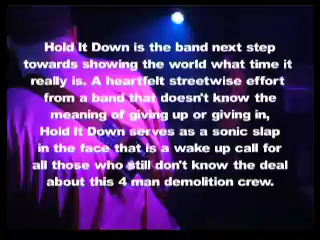 Hold It Down is the band next step
towards showing the world what time it
really is. A heartfelt streetwise effort
from a band that doesn't know the
meaning of giving up or giving in,
Hold It Down serves as a sonic slap
in the face that is a wake up call for
all those who still don't know the deal
about this 4 man demolition crew.